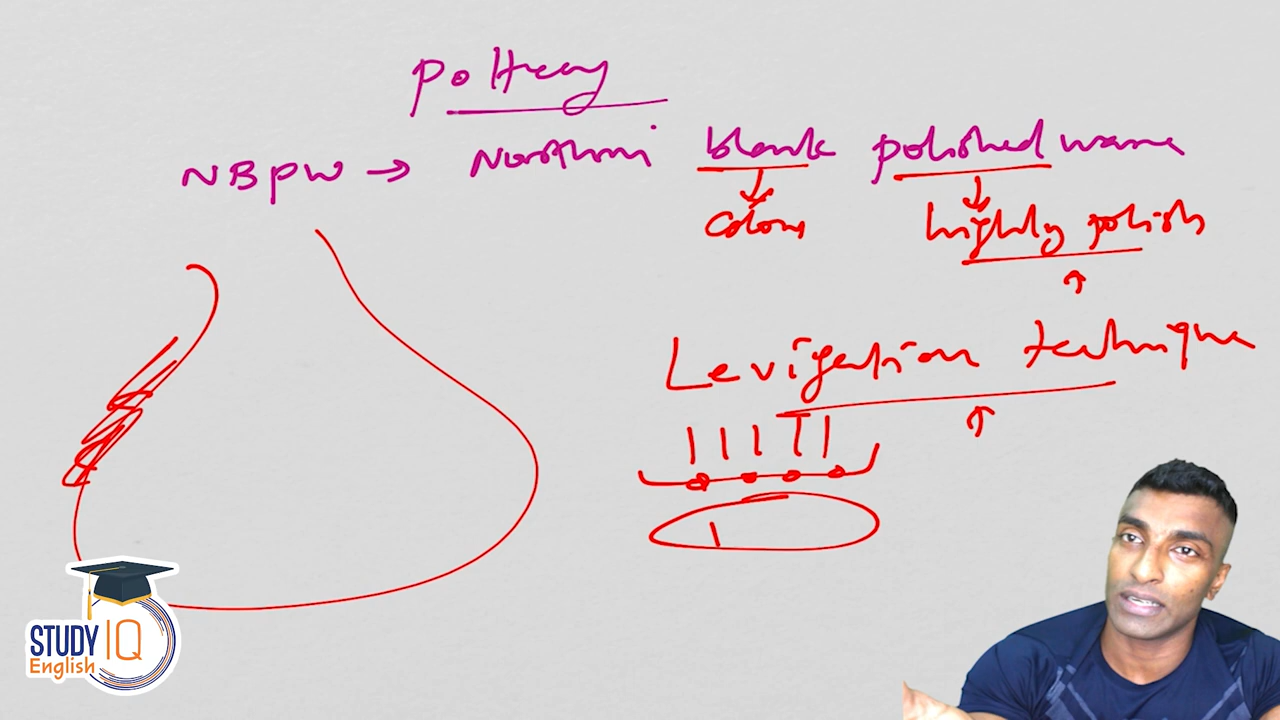 Pottery
NBPW → Northern black polished ware
colour highly polish
Levigation technique
STUDY IQ
English